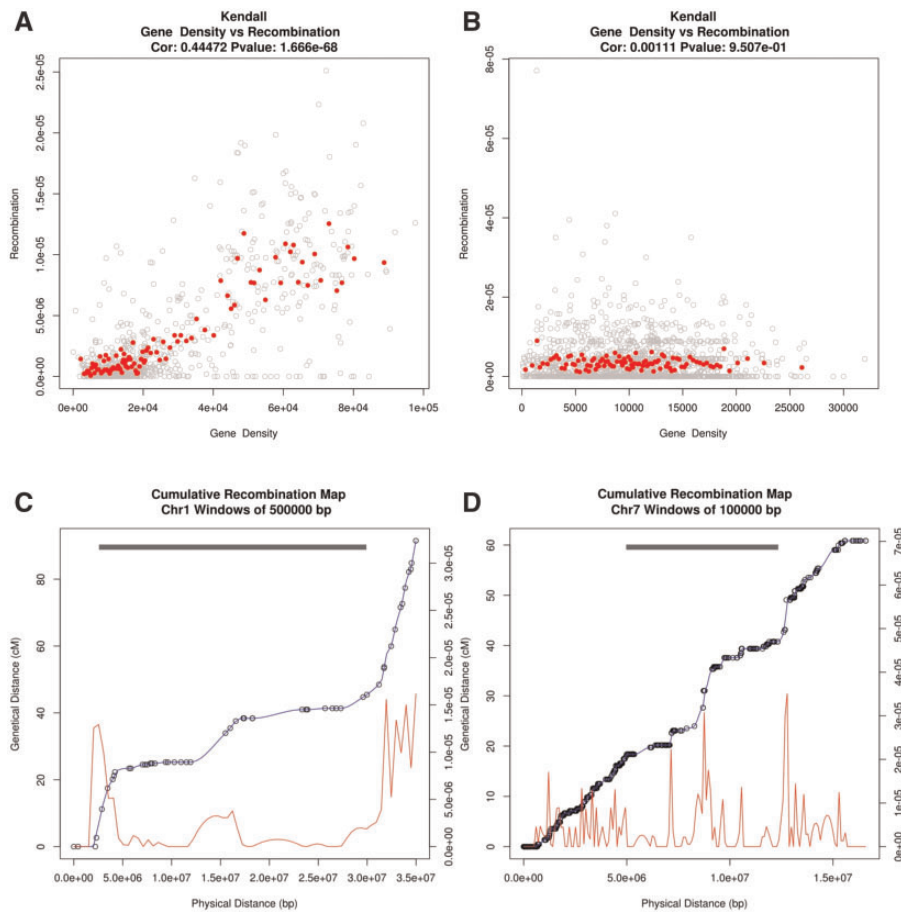 A
Kendall
Gene Density vs Recombination
Cor: 0.44472 Pvalue: 1.666e-68
Recombination
2.5e-05
2.0e-05
1.5e-05
1.0e-05
5.0e-06
0.0e+00
0e+00 2e+04 4e+04 6e+04 8e+04 1e+05
Gene Density
B
Kendall
Gene Density vs Recombination
Cor: 0.00111 Pvalue: 9.507e-01
Recombination
8e-05
6e-05
4e-05
2e-05
0e+00
0 5000 10000 15000 20000 25000 30000
Gene Density
C
Cumulative Recombination Map
Chr1 Windows of 500000 bp
Genetical Distance (cM)
80
60
40
20
0
3.0e-05
2.5e-05
2.0e-05
1.5e-05
1.0e-05
5.0e-06
0.0e+00
0.0e+00 5.0e+06 1.0e+07 1.5e+07 2.0e+07 2.5e+07 3.0e+07 3.5e+07
Physical Distance (bp)
D
Cumulative Recombination Map
Chr7 Windows of 100000 bp
Genetical Distance (cM)
60
50
40
30
20
10
0
7e-05
6e-05
5e-05
4e-05
3e-05
2e-05
1e-05
0e+00
0.0e+00 5.0e+06 1.0e+07 1.5e+07
Physical Distance (bp)